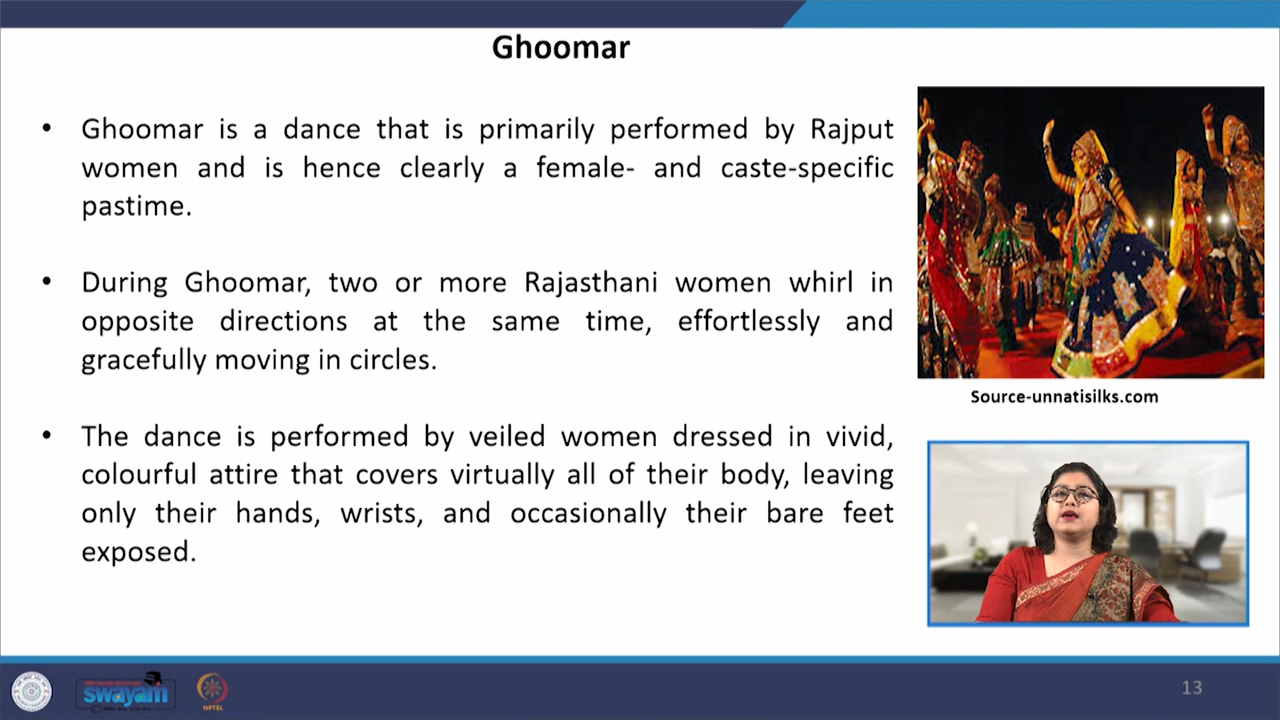 Ghoomar
• Ghoomar is a dance that is primarily performed by Rajput
women and is hence clearly a female- and caste-specific
pastime.
• During Ghoomar, two or more Rajasthani women whirl in
opposite directions at the same time, effortlessly and
gracefully moving in circles.
• The dance is performed by veiled women dressed in vivid,
colourful attire that covers virtually all of their body, leaving
only their hands, wrists, and occasionally their bare feet
exposed.
Source-unnatisilks.com
swayam
NPTEL
13